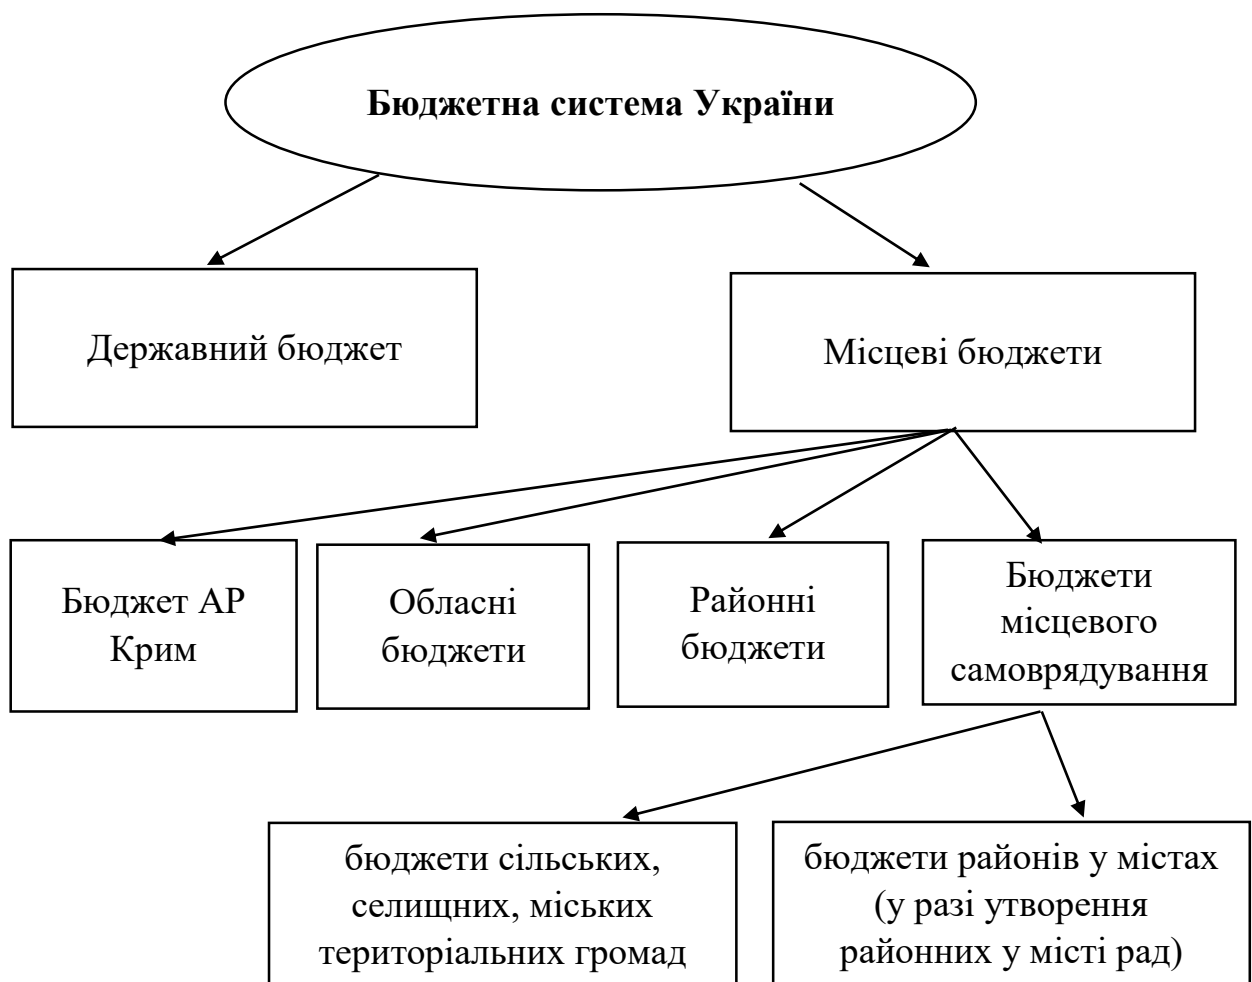 Бюджетна система України
Державний бюджет
Місцеві бюджети
Бюджет АР
Крим
Обласні
бюджети
Районні
бюджети
Бюджети
місцевого
самоврядування
бюджети сільських,
селищних, міських
територіальних громад
бюджети районів у містах
(у разі утворення
районних у місті рад)